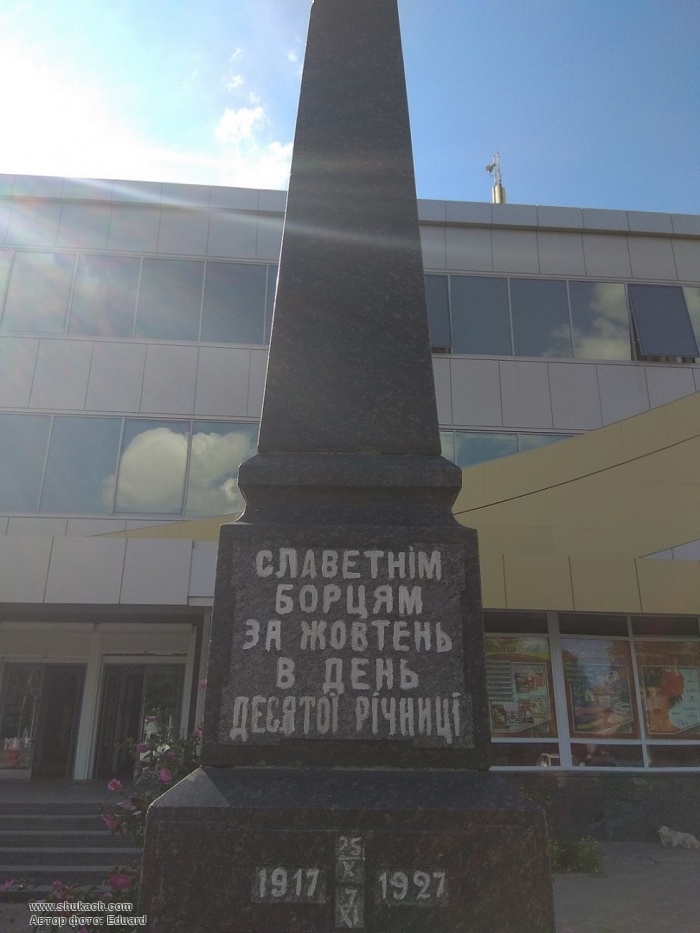 СЛАВЕТНІМ
БОРЦЯМ
ЗА ЖОВТЕНЬ
В ДЕНЬ
ДЕСЯТОЇ РІЧНИЦІ
25
X
1917 1927
7
XI
www.shukach.com
Автор фото: Eduard